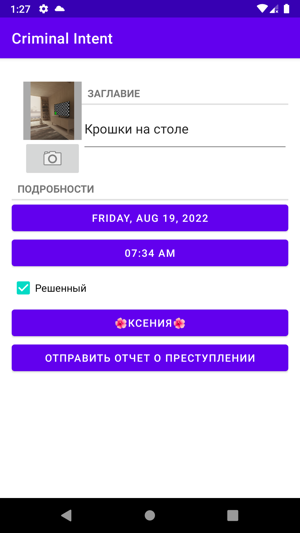 1:27
Criminal Intent
ЗАГЛАВИЕ
Крошки на столе
ПОДРОБНОСТИ
FRIDAY, AUG 19, 2022
07:34 AM
Решенный
🌺КСЕНИЯ🌺
ОТПРАВИТЬ ОТЧЕТ О ПРЕСТУПЛЕНИИ